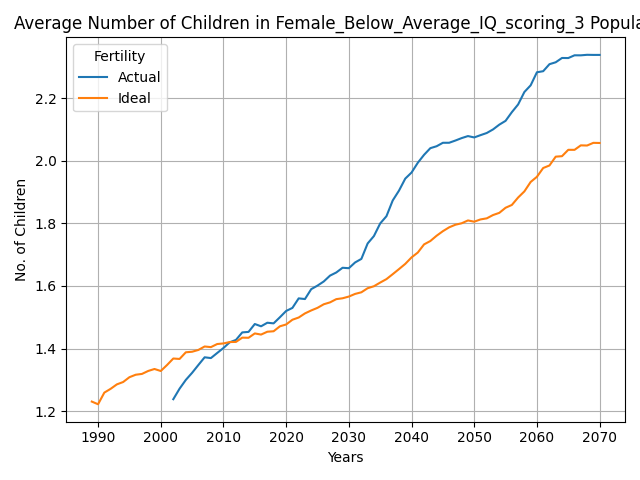 Average Number of Children in Female_Below_Average_IQ_scoring_3 Popula
Fertility
Actual
Ideal
No. of Children
2.2
2.0
1.8
1.6
1.4
1.2
1990 2000 2010 2020 2030 2040 2050 2060 2070
Years